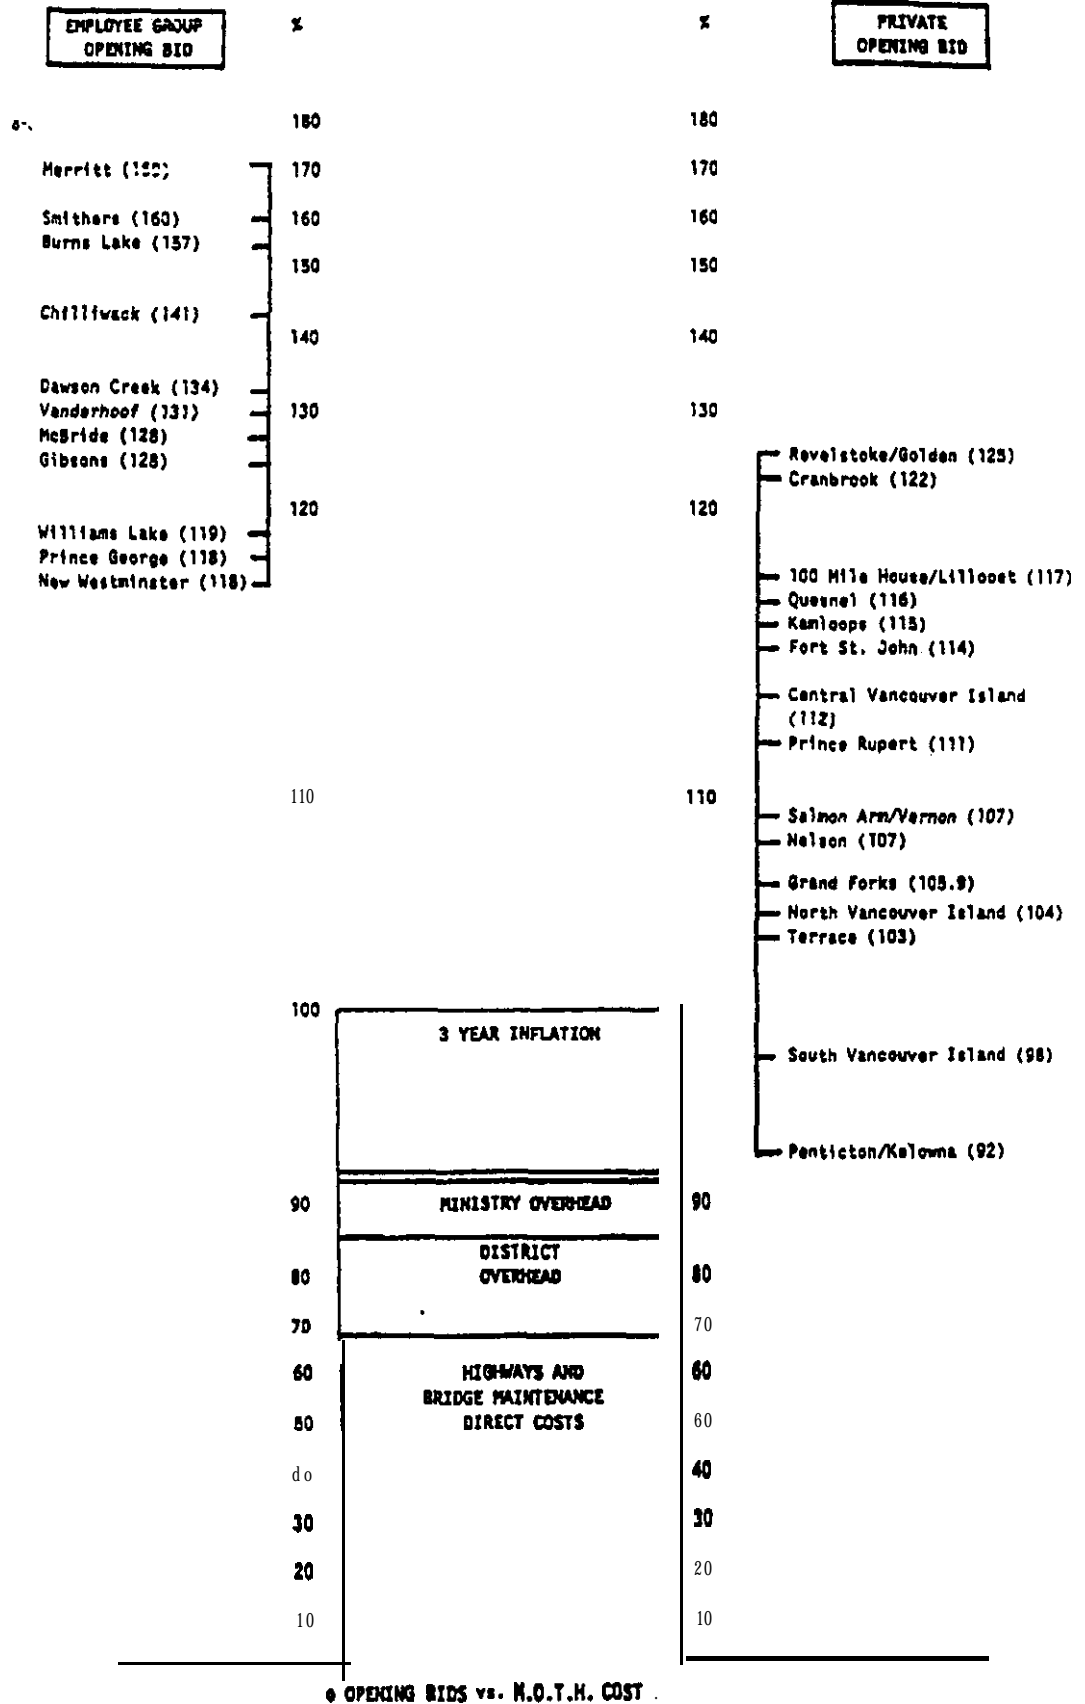 EMPLOYEE GROUP
OPENING BID
%
%
PRIVATE
OPENING BID
180
180
Merritt
170
170
Smithers (160)
160
160
Burns Lake (157)
150
150
Chilliwack (141)
140
140
Dawson Creek (134)
Vanderhoof (131)
130
130
McBride (128)
Gibsons (128)
Revelstoke/Golden (125)
Cranbrook (122)
120
120
Williams Lake (119)
Prince George (118)
New Westminster (118)
100 Mile House/Lillooet (117)
Quesnel (116)
Kamloops (115)
Fort St. John (114)
Central Vancouver Island
(112)
Prince Rupert (111)
110
110
Salmon Arm/Vernon (107)
Nelson (107)
Grand Forks (105.9)
North Vancouver Island (104)
Terrace (103)
100
3 YEAR INFLATION
South Vancouver Island (98)
Penticton/Kelowna (92)
90
MINISTRY OVERHEAD
90
DISTRICT
80
OVERHEAD
80
70
70
60
HIGHWAYS AND
60
BRIDGE MAINTENANCE
50
DIRECT COSTS
60
do
40
30
30
20
20
10
10
OPENING BIDS vs. M.O.T.H. COST